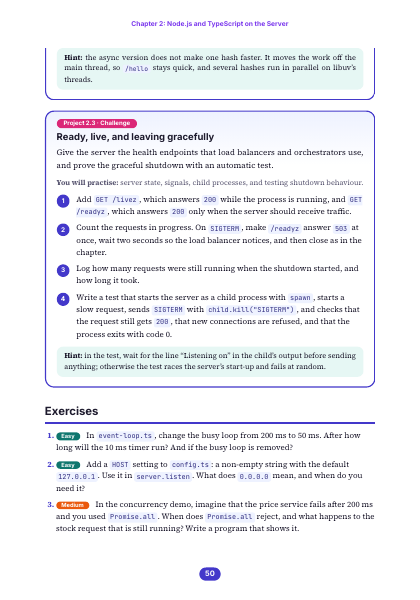 Chapter 2: Node.js and TypeScript on the Server
Hint: the async version does not make one hash faster. It moves the work off the
main thread, so /hello stays quick, and several hashes run in parallel on libuv's
threads.
Project 2.3 · Challenge
Ready, live, and leaving gracefully
Give the server the health endpoints that load balancers and orchestrators use,
and prove the graceful shutdown with an automatic test.
You will practise: server state, signals, child processes, and testing shutdown behaviour.
1 Add GET /livez, which answers 200 while the process is running, and GET
/readyz, which answers 200 only when the server should receive traffic.
2 Count the requests in progress. On SIGTERM, make /readyz answer 503 at
once, wait two seconds so the load balancer notices, and then close as in the
chapter.
3 Log how many requests were still running when the shutdown started, and
how long it took.
4 Write a test that starts the server as a child process with spawn, starts a
slow request, sends SIGTERM with child.kill("SIGTERM"), and checks that
the request still gets 200, that new connections are refused, and that the
process exits with code 0.
Hint: in the test, wait for the line "Listening on" in the child's output before sending
anything; otherwise the test races the server's start-up and fails at random.
Exercises
1. Easy In event-loop.ts, change the busy loop from 200 ms to 50 ms. After how
long will the 10 ms timer run? And if the busy loop is removed?
2. Easy Add a HOST setting to config.ts: a non-empty string with the default
127.0.0.1. Use it in server.listen. What does 0.0.0.0 mean, and when do you
need it?
3. Medium In the concurrency demo, imagine that the price service fails after 200 ms
and you used Promise.all. When does Promise.all reject, and what happens to the
stock request that is still running? Write a program that shows it.
50